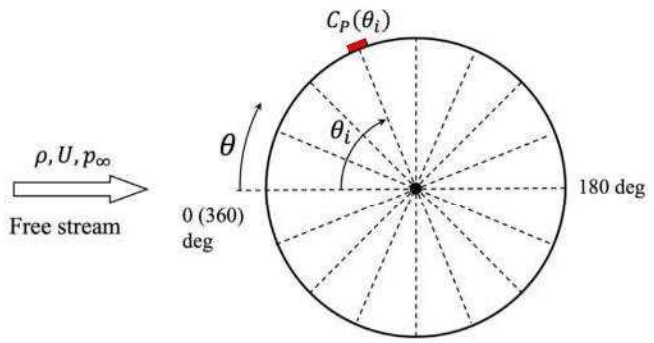 C_P(θ_i)
θ
θ_i
ρ, U, p_∞
Free stream
0 (360)
deg
180 deg